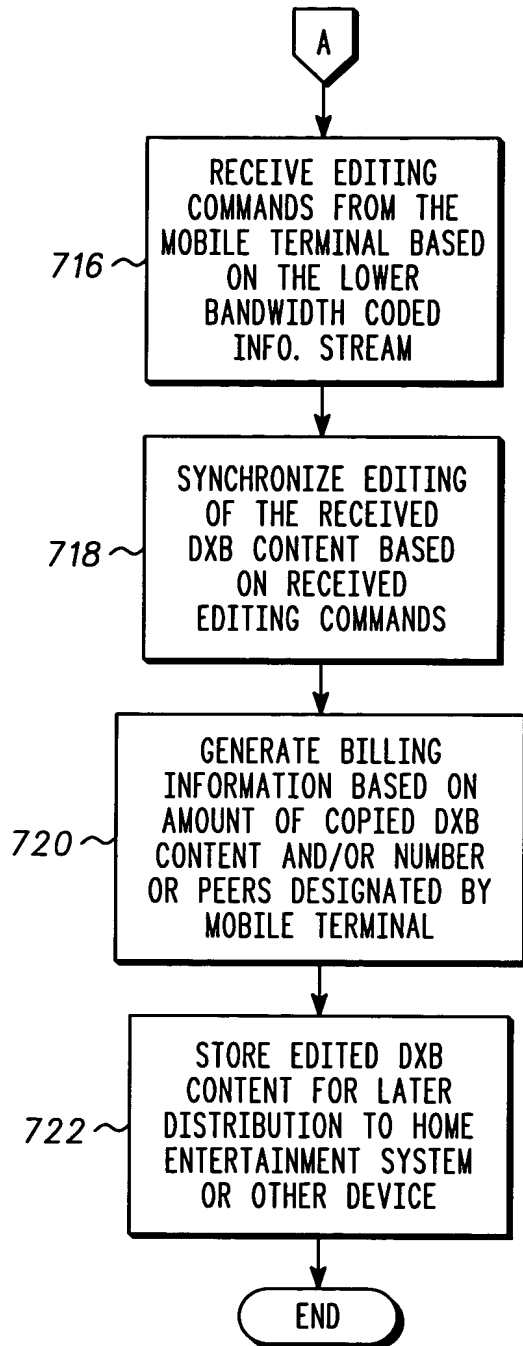 A
RECEIVE EDITING
COMMANDS FROM THE
MOBILE TERMINAL BASED
ON THE LOWER
BANDWIDTH CODED
INFO. STREAM
716
SYNCHRONIZE EDITING
OF THE RECEIVED
DXB CONTENT BASED
ON RECEIVED
EDITING COMMANDS
718
GENERATE BILLING
INFORMATION BASED ON
AMOUNT OF COPIED DXB
CONTENT AND/OR NUMBER
OR PEERS DESIGNATED BY
MOBILE TERMINAL
720
STORE EDITED DXB
CONTENT FOR LATER
DISTRIBUTION TO HOME
ENTERTAINMENT SYSTEM
OR OTHER DEVICE
722
END